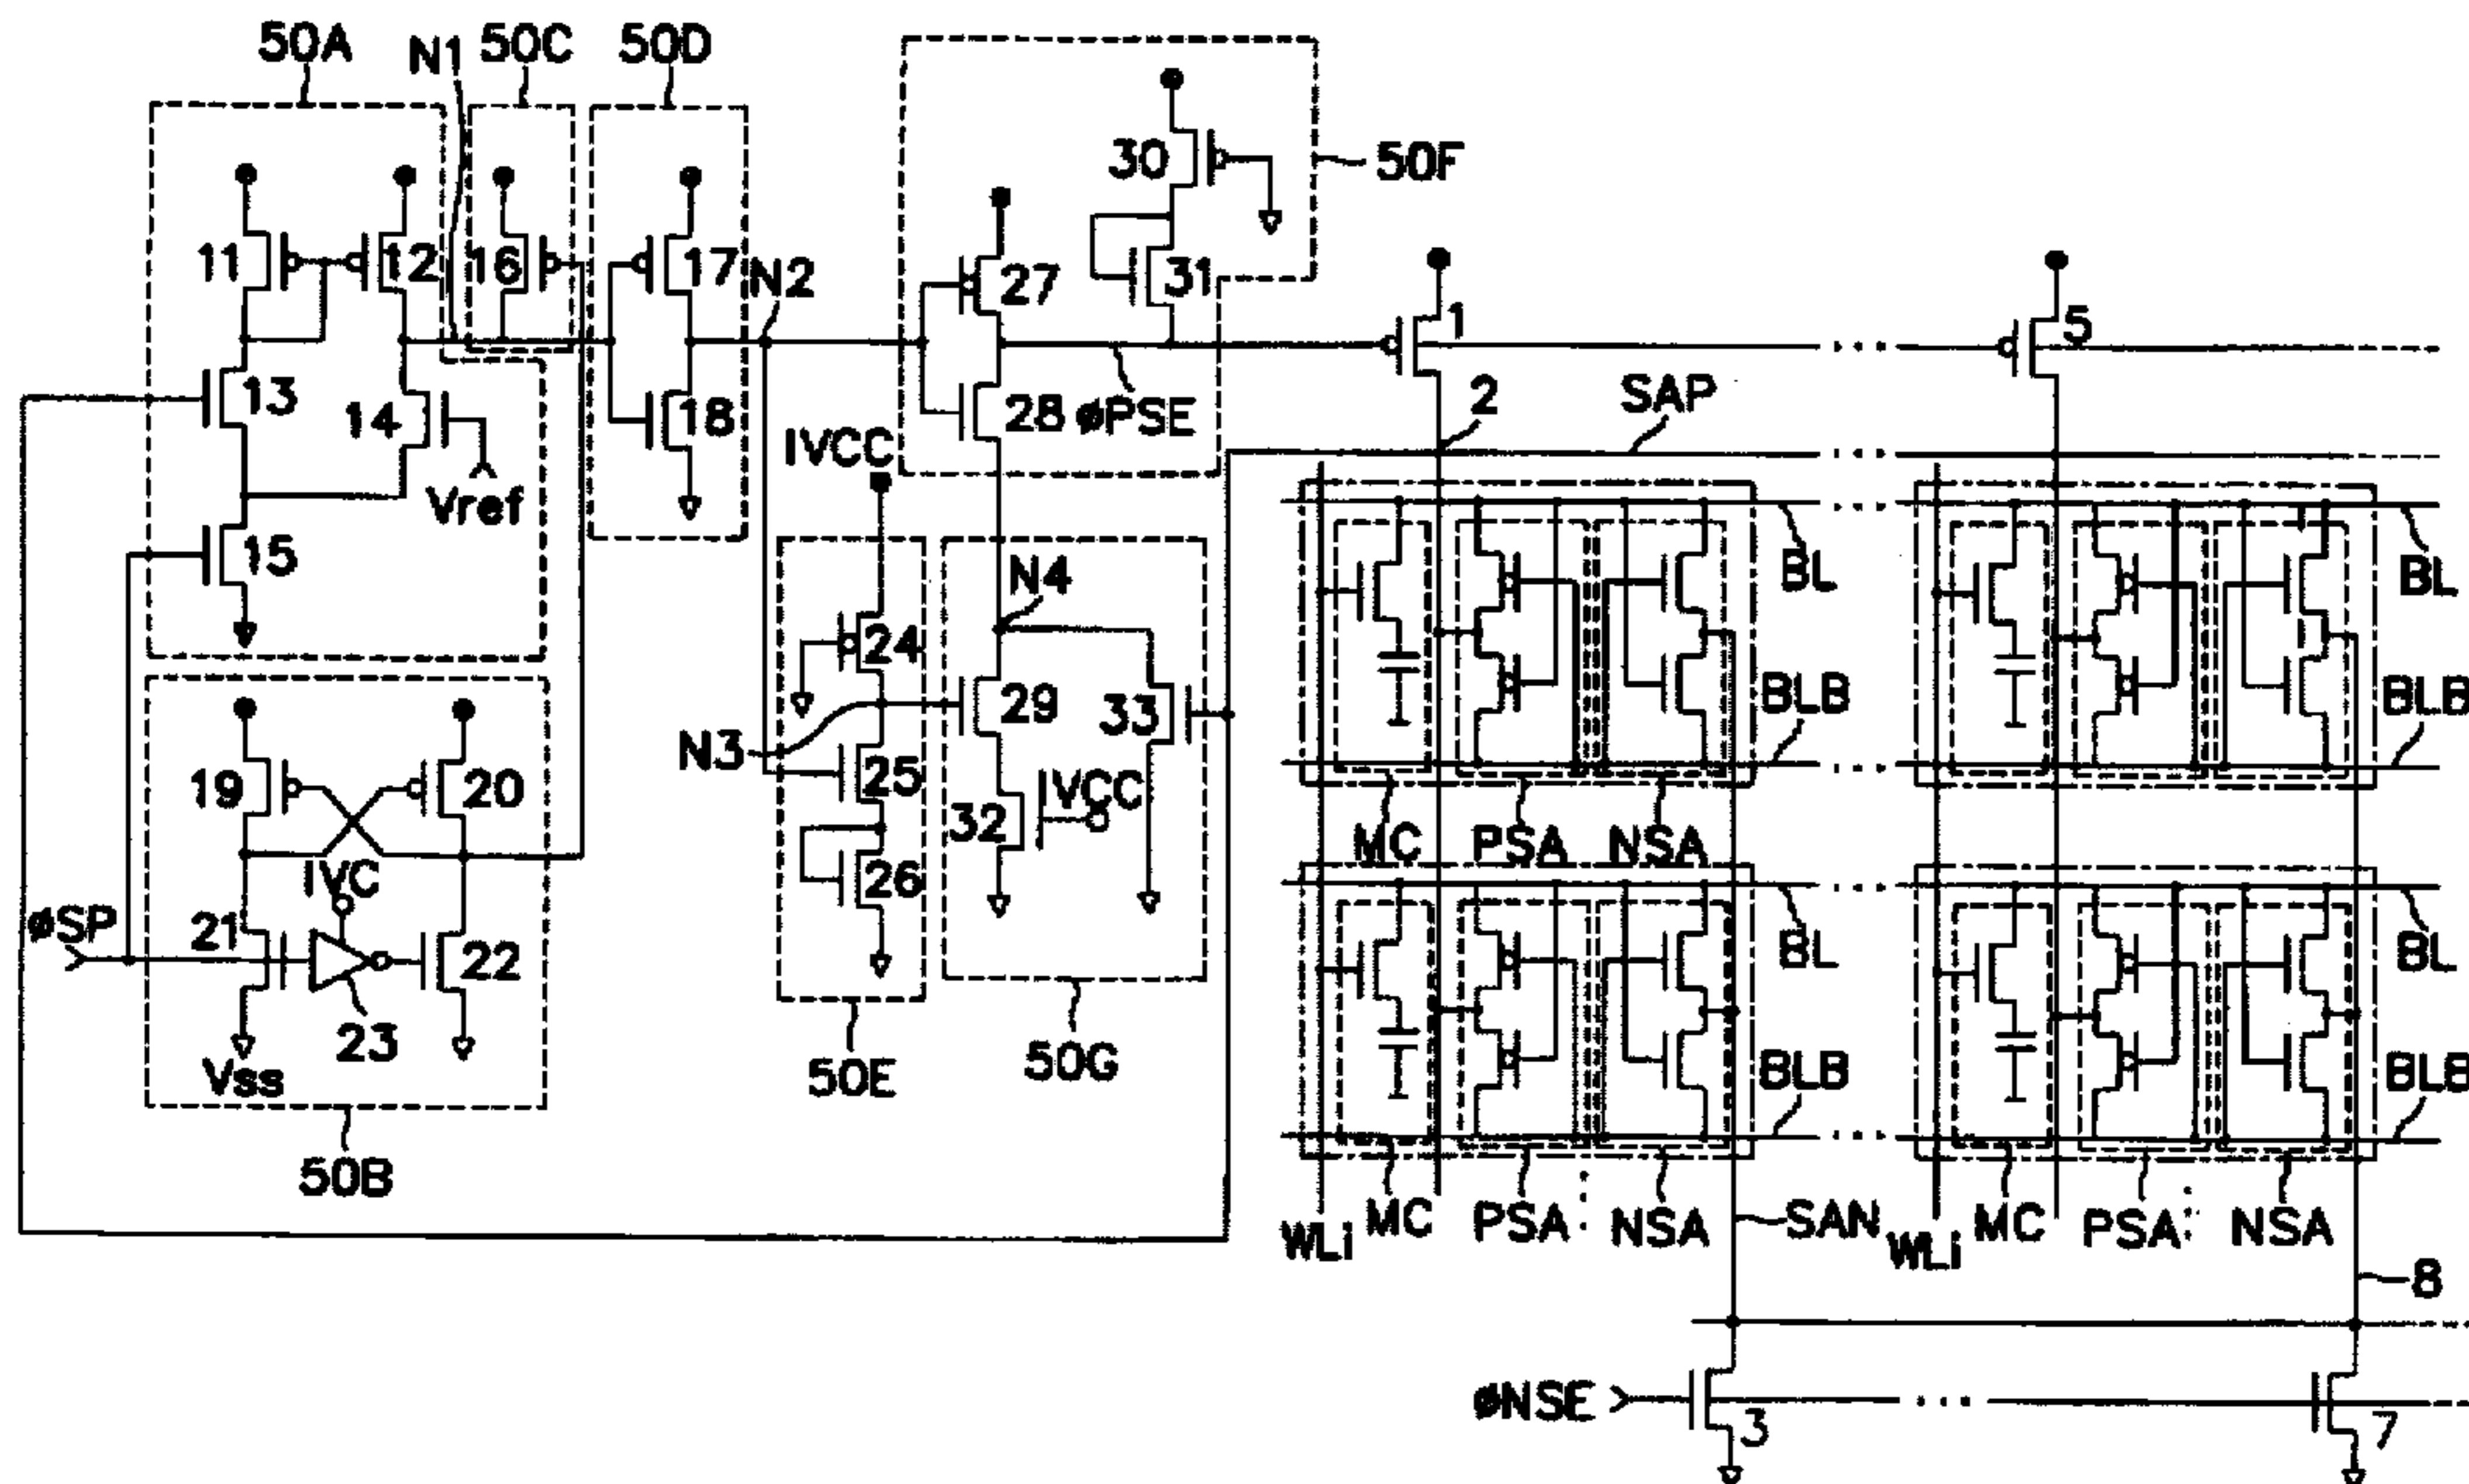 50A
N1
50C
50D
30
50F
11
12
16
17
N2
27
31
1
5
13
14
18
28
øPSE
2
SAP
IVCC
Vref
15
N4
BL
BL
24
29
33
BLB
BLB
N3
19
20
25
32
IVCC
MC
PSA
NSA
IVC
26
øSP
21
22
BL
BL
23
Vss
50E
50G
BLB
BLB
50B
WLi
MC
PSA
NSA
SAN
WLi
MC
PSA
NSA
8
øNSE
3
7